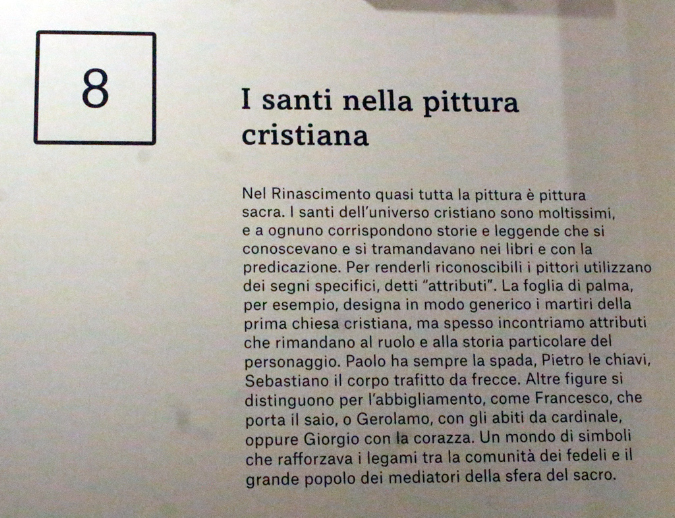 8
I santi nella pittura
cristiana
Nel Rinascimento quasi tutta la pittura è pittura
sacra. I santi dell'universo cristiano sono moltissimi,
e a ognuno corrispondono storie e leggende che si
conoscevano e si tramandavano nei libri e con la
predicazione. Per renderli riconoscibili i pittori utilizzano
dei segni specifici, detti "attributi". La foglia di palma,
per esempio, designa in modo generico i martiri della
prima chiesa cristiana, ma spesso incontriamo attributi
che rimandano al ruolo e alla storia particolare del
personaggio. Paolo ha sempre la spada, Pietro le chiavi,
Sebastiano il corpo trafitto da frecce. Altre figure si
distinguono per l'abbigliamento, come Francesco, che
porta il saio, o Gerolamo, con gli abiti da cardinale,
oppure Giorgio con la corazza. Un mondo di simboli
che rafforzava i legami tra la comunità dei fedeli e il
grande popolo dei mediatori della sfera del sacro.